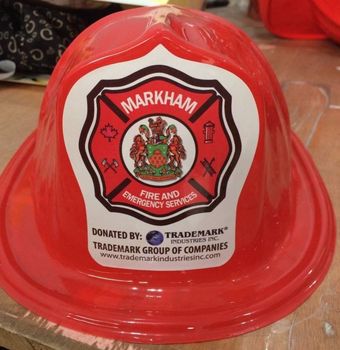 MARKHAM
FIRE AND
EMERGENCY SERVICES
DONATED BY: TRADEMARK®
INDUSTRIES INC.
TRADEMARK GROUP OF COMPANIES
www.trademarkindustriesinc.com